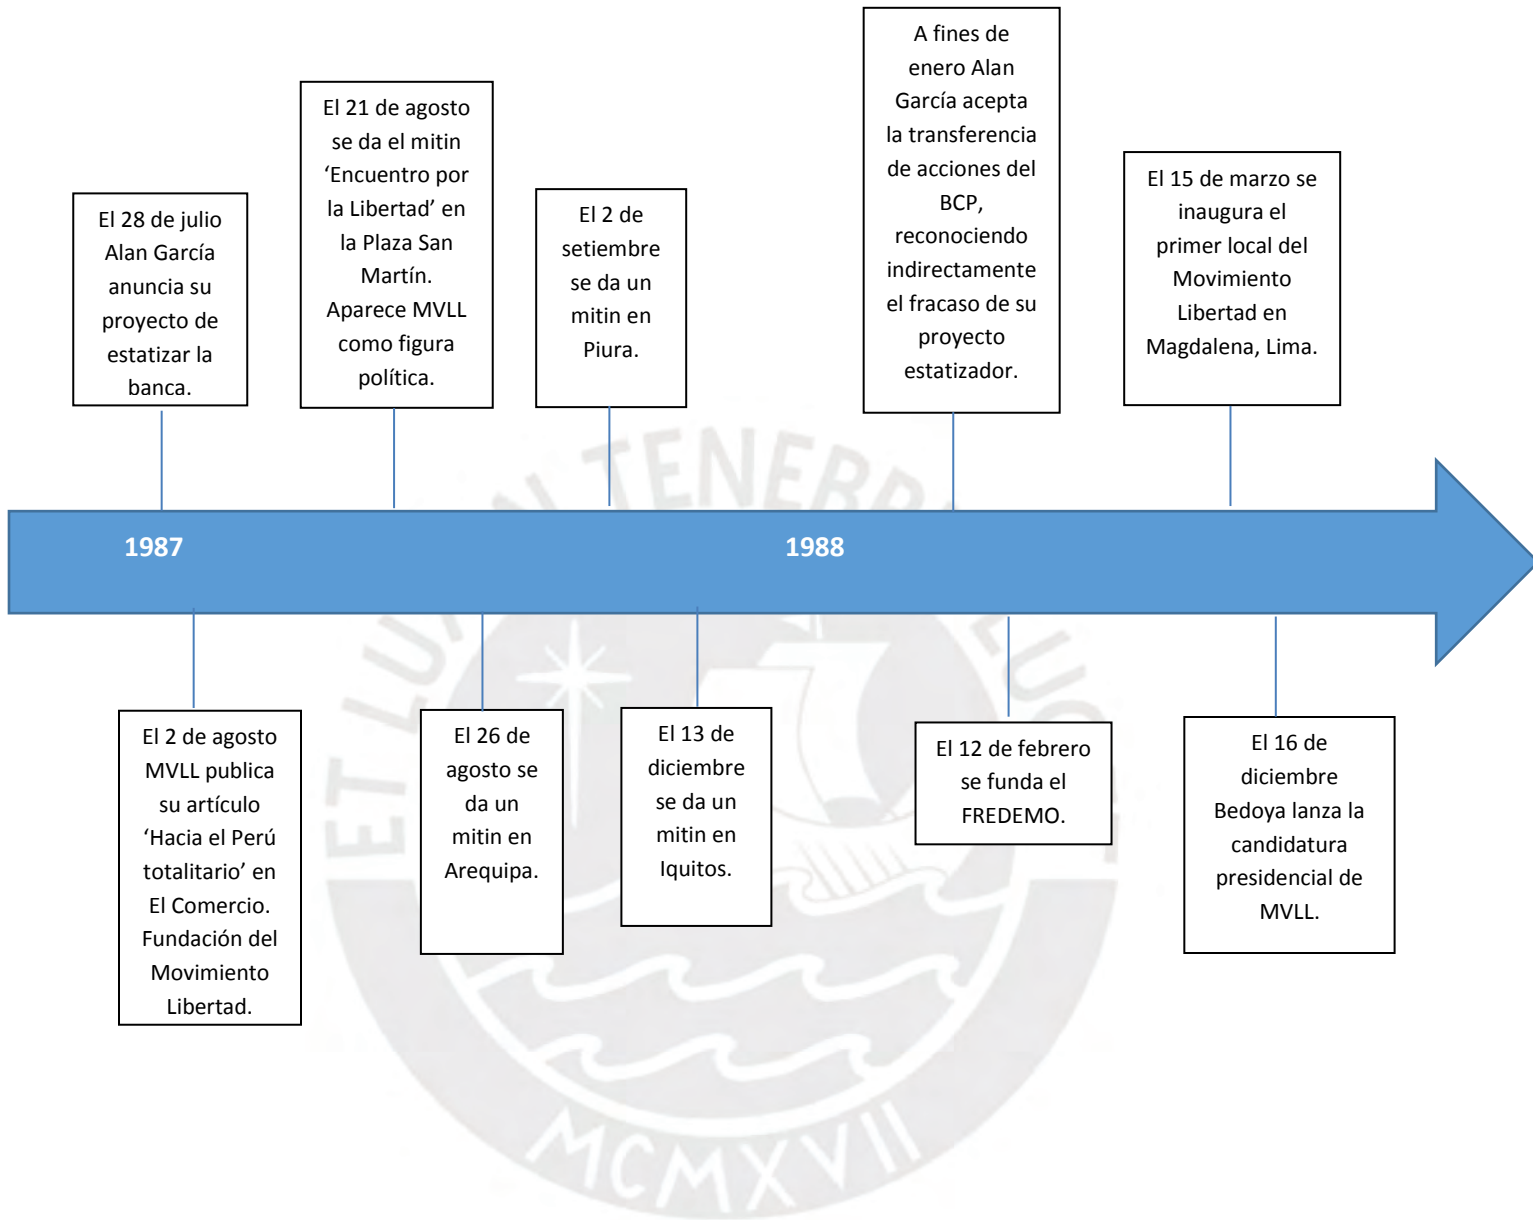 A fines de
enero Alan
García acepta
la transferencia
de acciones del
BCP,
reconociendo
indirectamente
el fracaso de su
proyecto
estatizador.
El 21 de agosto
se da el mitin
‘Encuentro por
la Libertad’ en
la Plaza San
Martín.
Aparece MVLL
como figura
política.
El 15 de marzo se
inaugura el
primer local del
Movimiento
Libertad en
Magdalena, Lima.
El 28 de julio
Alan García
anuncia su
proyecto de
estatizar la
banca.
El 2 de
setiembre
se da un
mitin en
Piura.
1987
1988
El 2 de agosto
MVLL publica
su artículo
‘Hacia el Perú
totalitario’ en
El Comercio.
Fundación del
Movimiento
Libertad.
El 26 de
agosto se
da un
mitin en
Arequipa.
El 13 de
diciembre
se da un
mitin en
Iquitos.
El 12 de febrero
se funda el
FREDEMO.
El 16 de
diciembre
Bedoya lanza la
candidatura
presidencial de
MVLL.
ET LUX IN TENEBRIS LUCET
MCMXVII